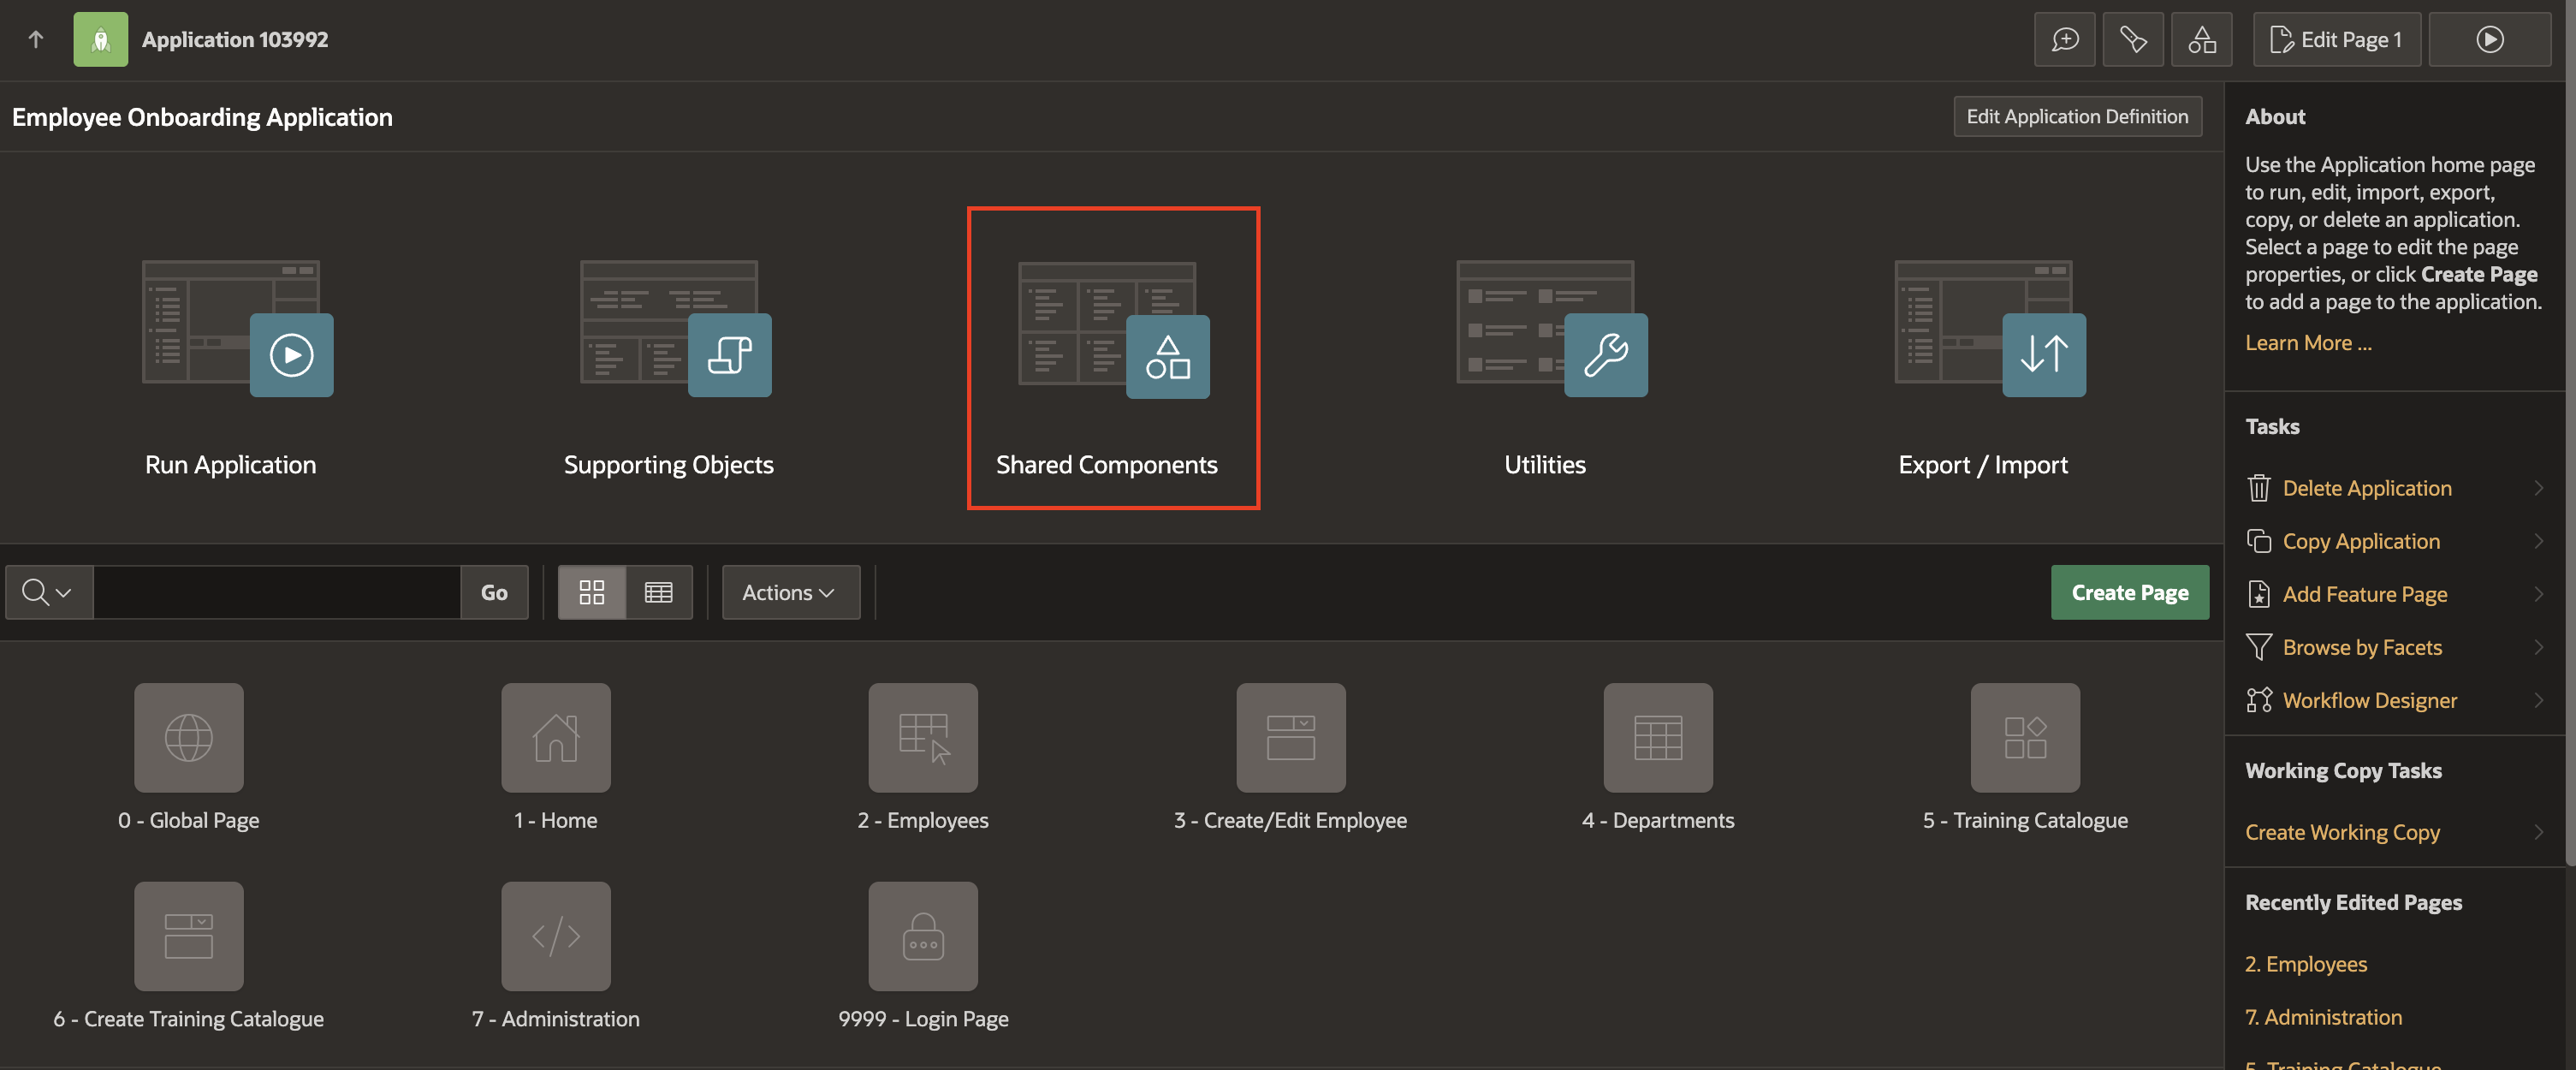 Application 103992
Edit Page 1
Employee Onboarding Application
Edit Application Definition
Run Application
Supporting Objects
Shared Components
Utilities
Export / Import
Go
Actions
Create Page
0 - Global Page
1 - Home
2 - Employees
3 - Create/Edit Employee
4 - Departments
5 - Training Catalogue
6 - Create Training Catalogue
7 - Administration
9999 - Login Page
About
Use the Application home page
to run, edit, import, export,
copy, or delete an application.
Select a page to edit the page
properties, or click Create Page
to add a page to the application.
Learn More ...
Tasks
Delete Application
Copy Application
Add Feature Page
Browse by Facets
Workflow Designer
Working Copy Tasks
Create Working Copy
Recently Edited Pages
2. Employees
7. Administration
5. Training Catalogue